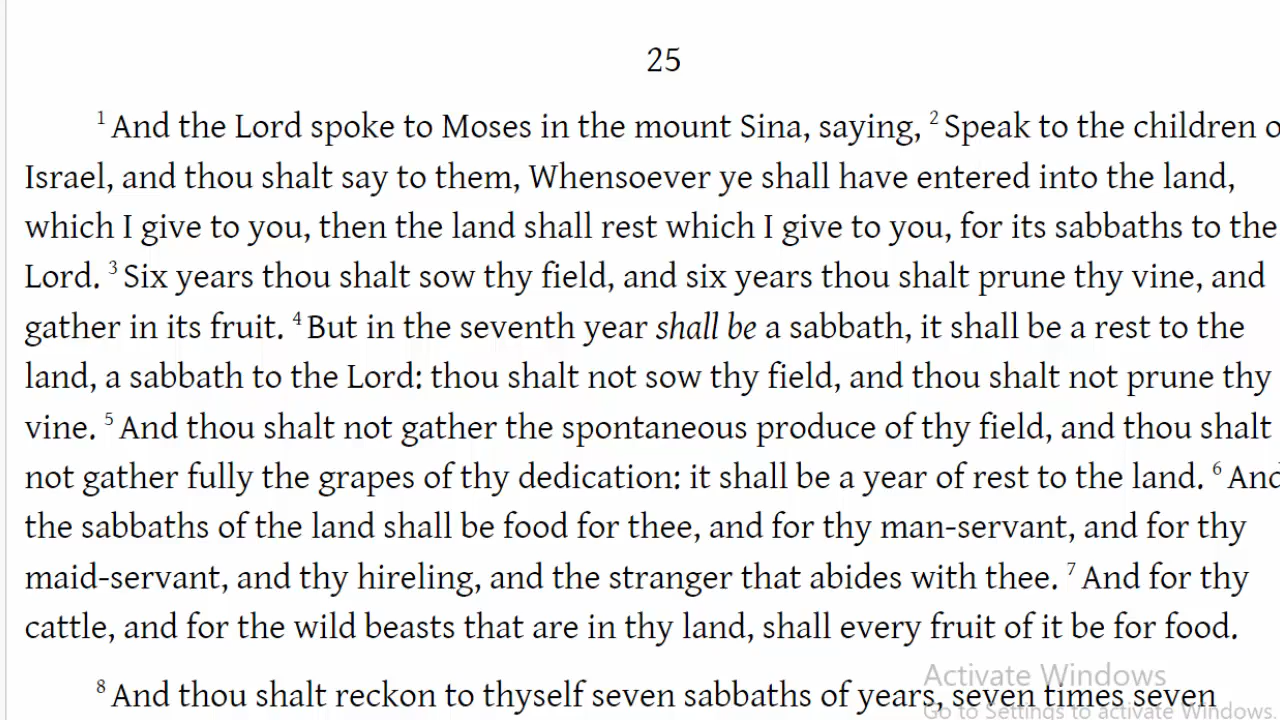 25
1 And the Lord spoke to Moses in the mount Sina, saying, 2 Speak to the children o
Israel, and thou shalt say to them, Whensoever ye shall have entered into the land,
which I give to you, then the land shall rest which I give to you, for its sabbaths to the
Lord. 3 Six years thou shalt sow thy field, and six years thou shalt prune thy vine, and
gather in its fruit. 4 But in the seventh year shall be a sabbath, it shall be a rest to the
land, a sabbath to the Lord: thou shalt not sow thy field, and thou shalt not prune thy
vine. 5 And thou shalt not gather the spontaneous produce of thy field, and thou shalt
not gather fully the grapes of thy dedication: it shall be a year of rest to the land. 6 And
the sabbaths of the land shall be food for thee, and for thy man-servant, and for thy
maid-servant, and thy hireling, and the stranger that abides with thee. 7 And for thy
cattle, and for the wild beasts that are in thy land, shall every fruit of it be for food.
Activate Windows
8 And thou shalt reckon to thyself seven sabbaths of years, seven times seven
Go to Settings to activate Windows.